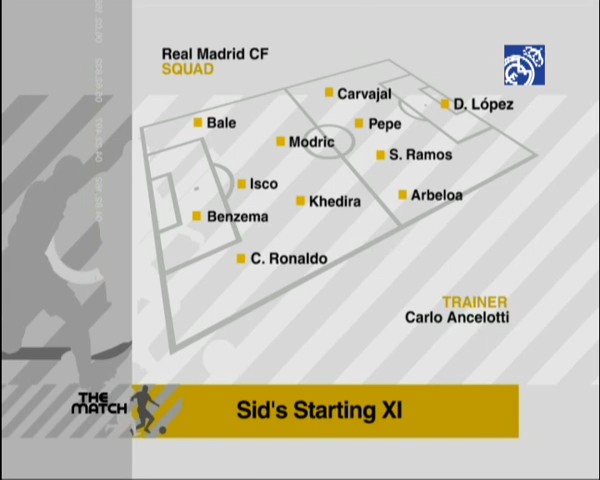 Real Madrid CF
SQUAD
Carvajal
D. López
Bale
Pepe
Modric
S. Ramos
Isco
Arbeloa
Khedira
Benzema
C. Ronaldo
TRAINER
Carlo Ancelotti
THE
MATCH
Sid's Starting XI